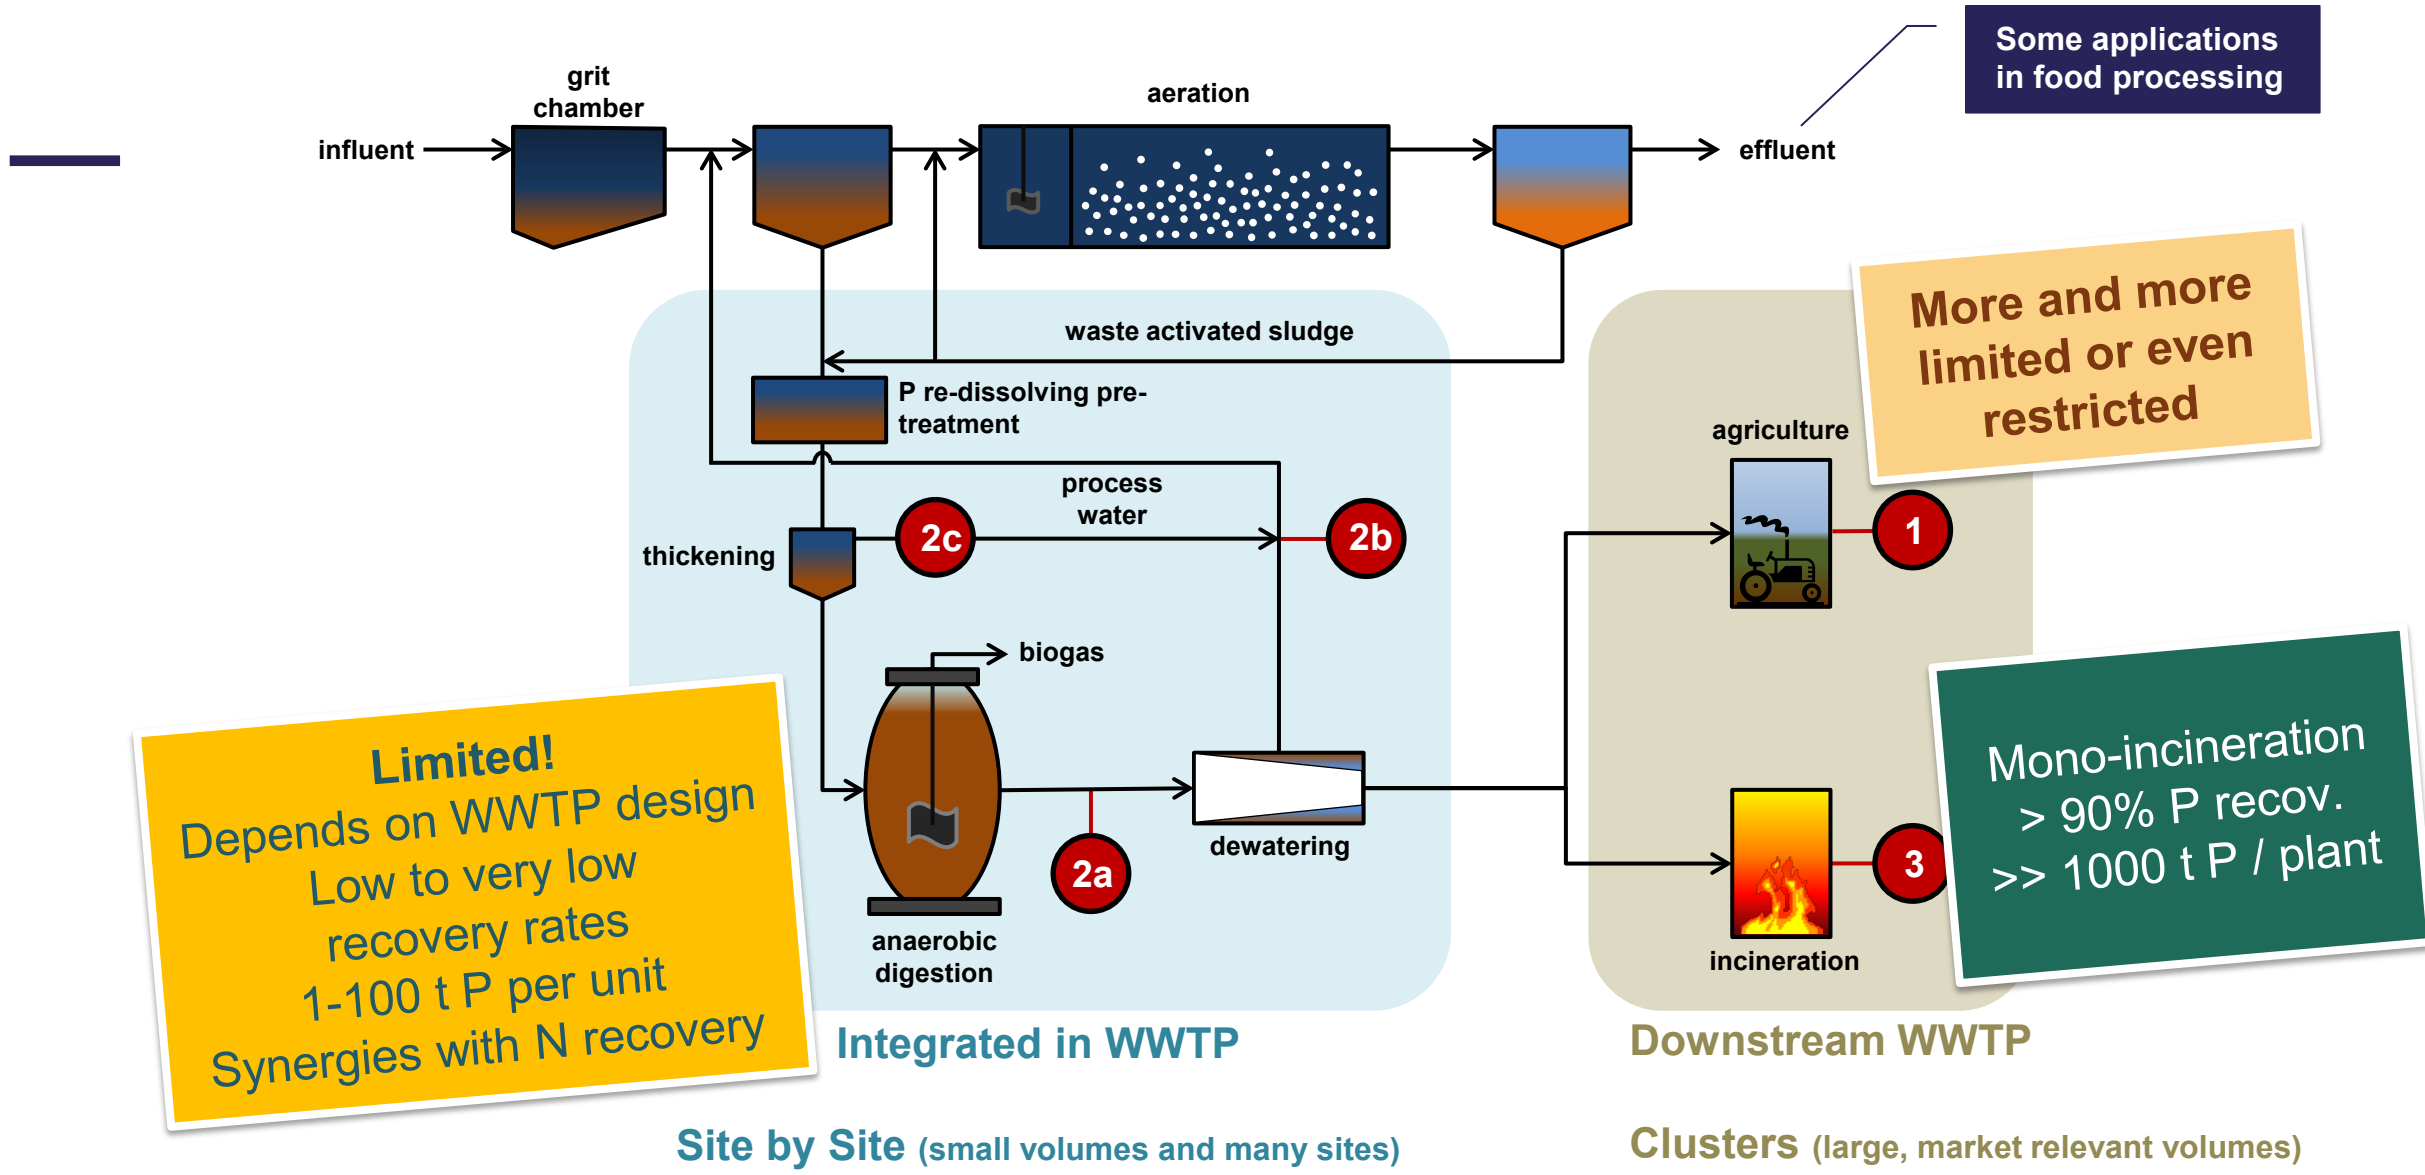 Some applications
in food processing
grit
chamber
aeration
influent
effluent
More and more
limited or even
restricted
waste activated sludge
P re-dissolving pre-
treatment
agriculture
process
water
2c
2b
1
thickening
biogas
Limited!
Depends on WWTP design
Low to very low
recovery rates
1-100 t P per unit
Synergies with N recovery
Mono-incineration
> 90% P recov.
>> 1000 t P / plant
dewatering
2a
3
anaerobic
digestion
incineration
Integrated in WWTP
Downstream WWTP
Site by Site (small volumes and many sites)
Clusters (large, market relevant volumes)